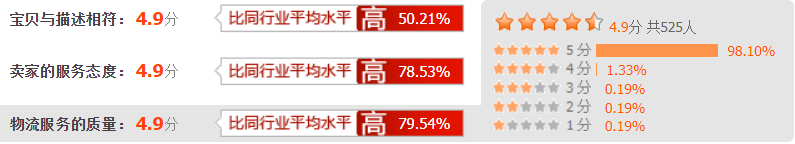 宝贝与描述相符：4.9分 比同行业平均水平 高 50.21%
卖家的服务态度：4.9分 比同行业平均水平 高 78.53%
物流服务的质量：4.9分 比同行业平均水平 高 79.54%
4.9分 共525人
5 分 98.10%
4 分 1.33%
3 分 0.19%
2 分 0.19%
1 分 0.19%